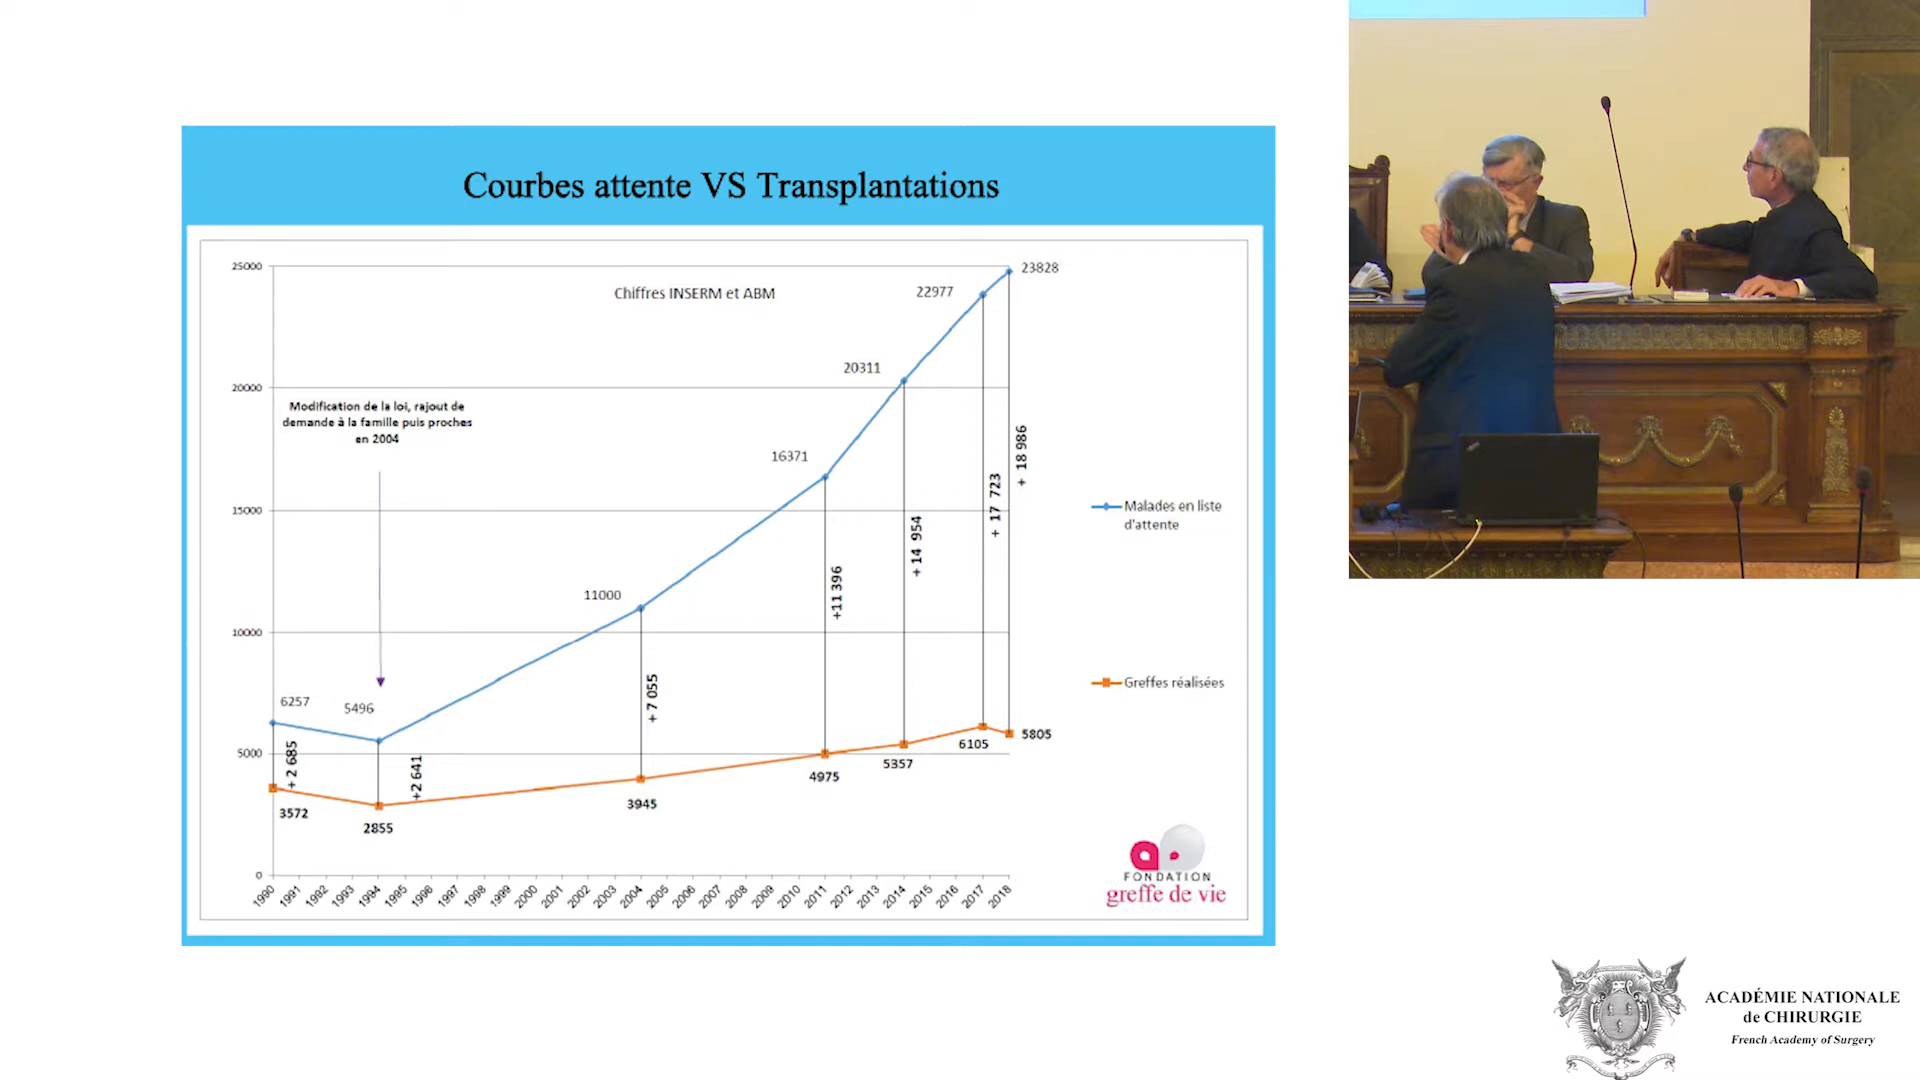 Courbes attente VS Transplantations
Chiffres INSERM et ABM
25000
20000
15000
10000
5000
0
Modification de la loi, rajout de
demande à la famille puis proches
en 2004
6257
5496
11000
16371
20311
22977
23828
+ 2 685
+2 641
+ 7 055
+11 396
+ 14 954
+ 17 723
+ 18 986
3572
2855
3945
4975
5357
6105
5805
1990 1991 1992 1993 1994 1995 1996 1997 1998 1999 2000 2001 2002 2003 2004 2005 2006 2007 2008 2009 2010 2011 2012 2013 2014 2015 2016 2017 2018
Malades en liste
d'attente
Greffes réalisées
FONDATION
greffe de vie
ACADÉMIE NATIONALE
de CHIRURGIE
French Academy of Surgery